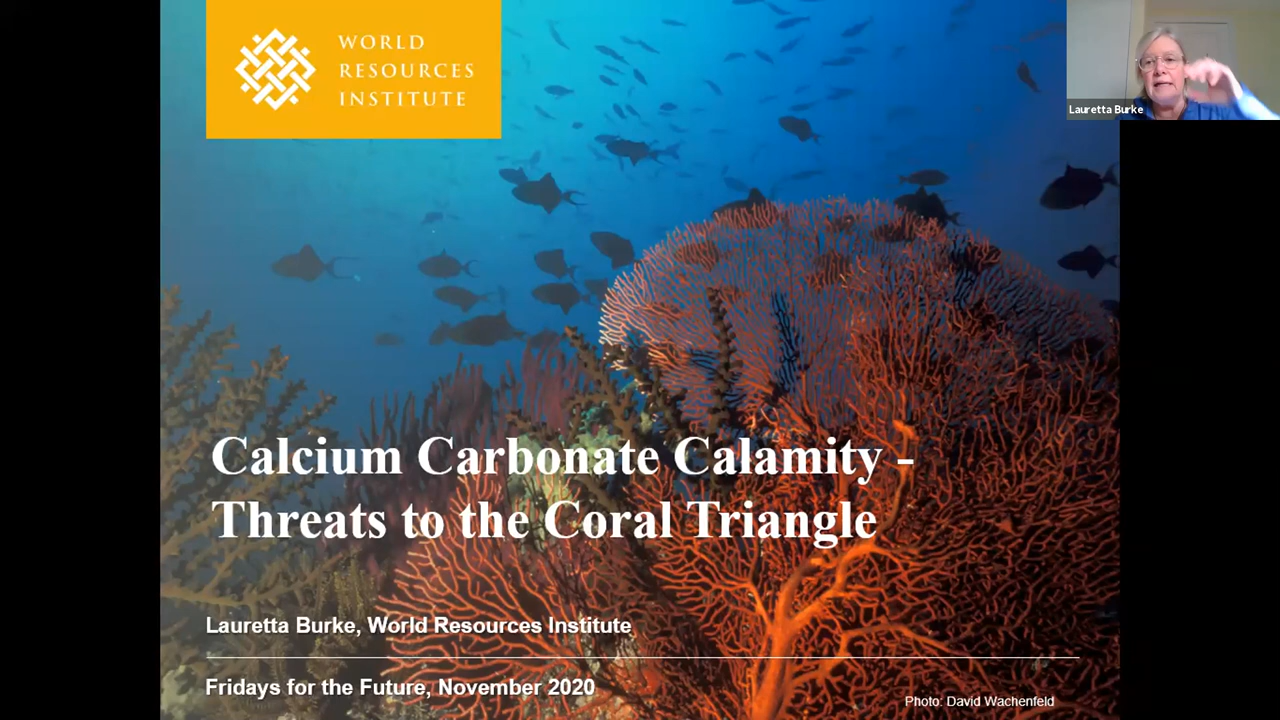 WORLD
RESOURCES
INSTITUTE
Lauretta Burke
Calcium Carbonate Calamity -
Threats to the Coral Triangle
Lauretta Burke, World Resources Institute
Fridays for the Future, November 2020
Photo: David Wachenfeld